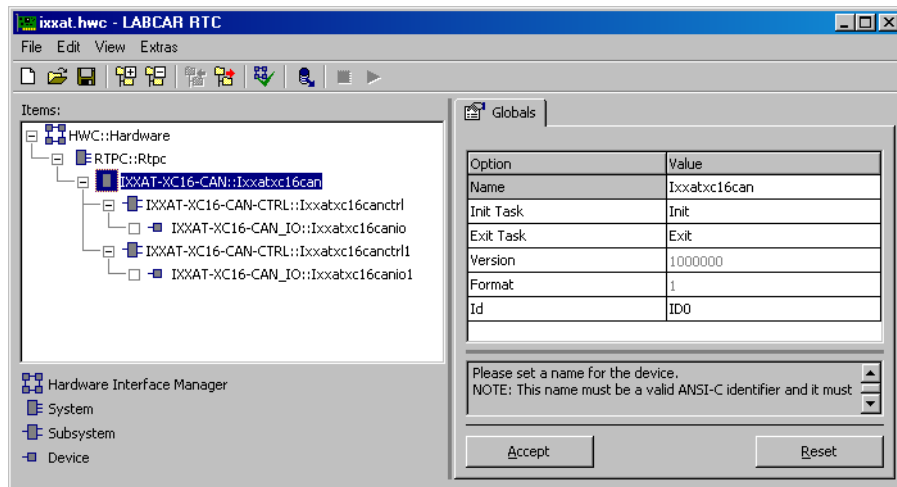 ixxat.hwc - LABCAR RTC
File Edit View Extras
Items:
HWC::Hardware
RTPC::Rtpc
IXXAT-XC16-CAN::Ixxatxc16can
IXXAT-XC16-CAN-CTRL::Ixxatxc16canctrl
IXXAT-XC16-CAN_IO::Ixxatxc16canio
IXXAT-XC16-CAN-CTRL::Ixxatxc16canctrl1
IXXAT-XC16-CAN_IO::Ixxatxc16canio1
Hardware Interface Manager
System
Subsystem
Device
Globals
Option Value
Name Ixxatxc16can
Init Task Init
Exit Task Exit
Version 1000000
Format 1
Id ID0
Please set a name for the device.
NOTE: This name must be a valid ANSI-C identifier and it must
Accept Reset